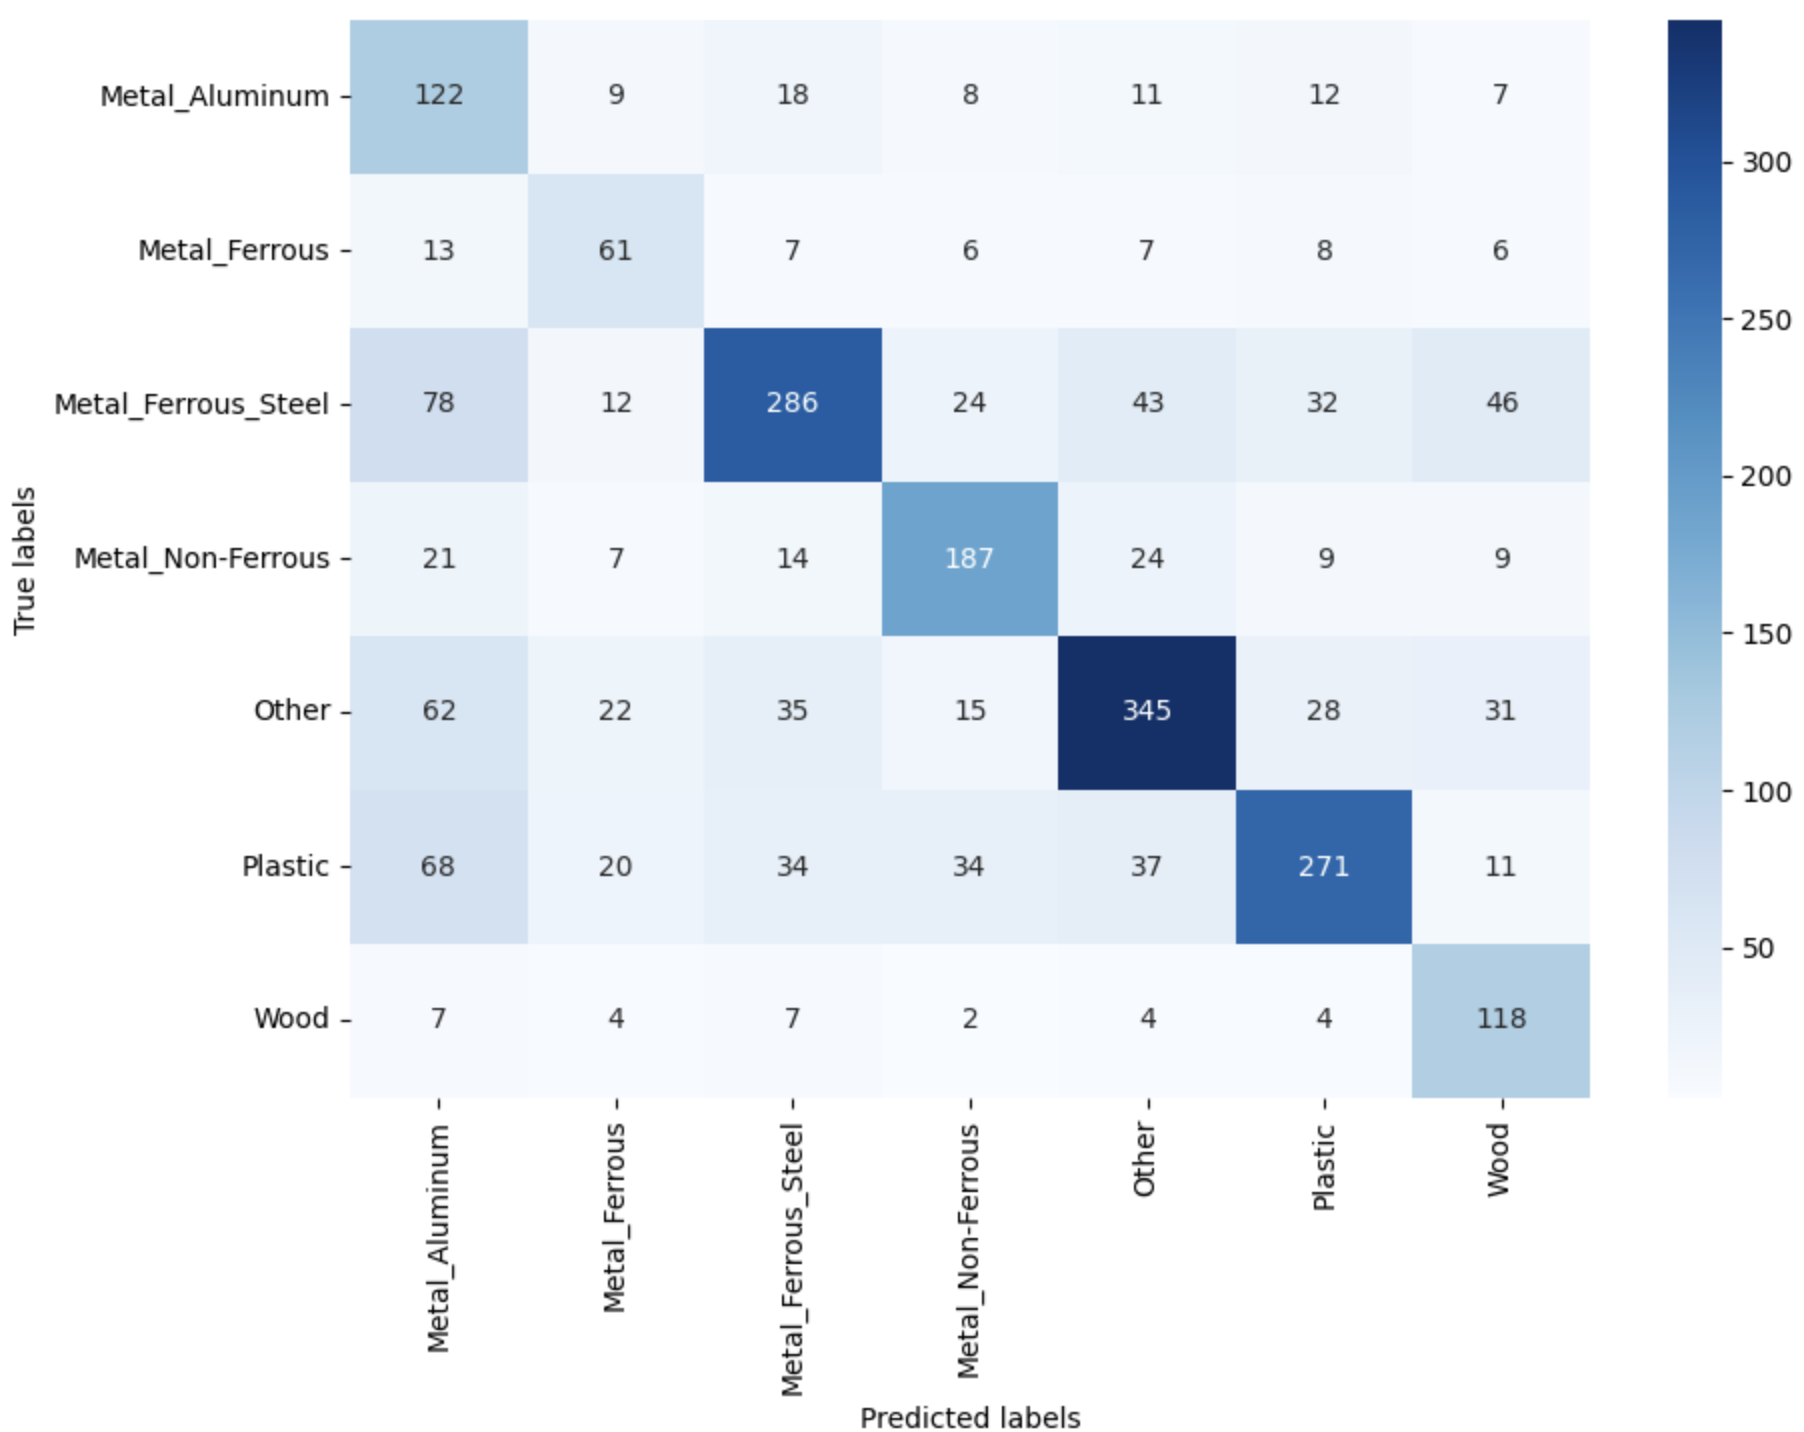 Metal_Aluminum 122 9 18 8 11 12 7
Metal_Ferrous 13 61 7 6 7 8 6
Metal_Ferrous_Steel 78 12 286 24 43 32 46
Metal_Non-Ferrous 21 7 14 187 24 9 9
Other 62 22 35 15 345 28 31
Plastic 68 20 34 34 37 271 11
Wood 7 4 7 2 4 4 118
True labels
Metal_Aluminum
Metal_Ferrous
Metal_Ferrous_Steel
Metal_Non-Ferrous
Other
Plastic
Wood
Predicted labels
300
250
200
150
100
50